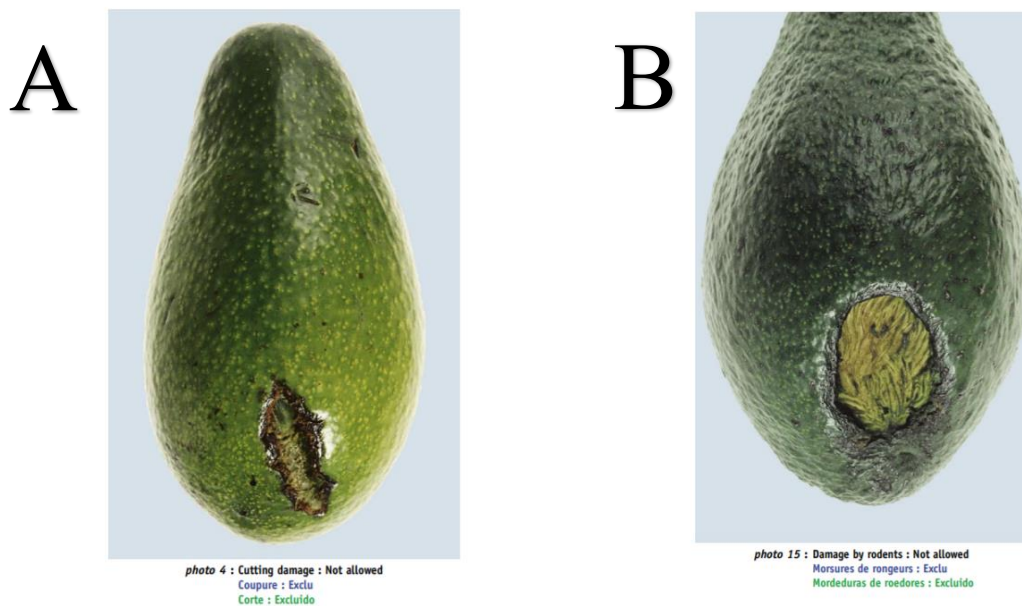 A
photo 4 : Cutting damage : Not allowed
Coupure : Exclu
Corte : Excluido
B
photo 15 : Damage by rodents : Not allowed
Morsures de rongeurs : Exclu
Mordeduras de roedores : Excluido